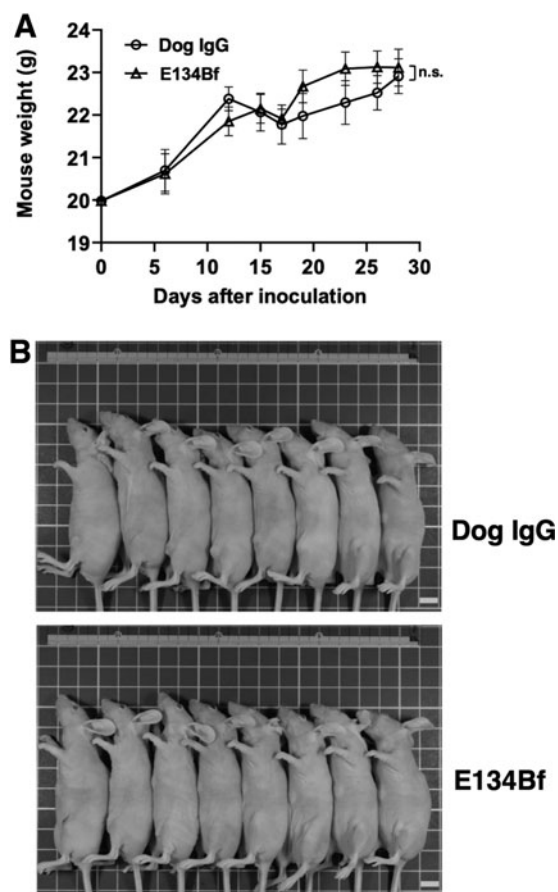 A
Dog IgG
E134Bf
n.s.
Mouse weight (g)
24
23
22
21
20
19
0 5 10 15 20 25 30
Days after inoculation
B
Dog IgG
E134Bf